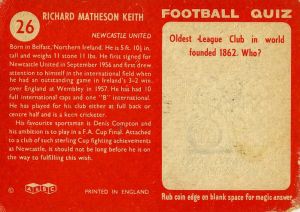 26
RICHARD MATHESON KEITH
NEWCASTLE UNITED
Born in Belfast, Northern Ireland. He is 5 ft. 10½ in.
tall and weighs 11 stone 11 lbs. He first signed for
Newcastle United in September 1956 and first drew
attention to himself in the international field when
he had an outstanding game in Ireland's 3-2 win
over England at Wembley in 1957. He has had 10
full international caps and one "B" international.
He has played for his club either at full back or
centre half and is a keen cricketer.
His favourite sportsman is Denis Compton and
his ambition is to play in a F.A. Cup Final. Attached
to a club of such sterling Cup fighting achievements
as Newcastle, it should not be long before he is on
the way to fulfilling this wish.
© A&BC PRINTED IN ENGLAND
FOOTBALL QUIZ
Oldest League Club in world
founded 1862. Who?
Rub coin edge on blank space for magic answer